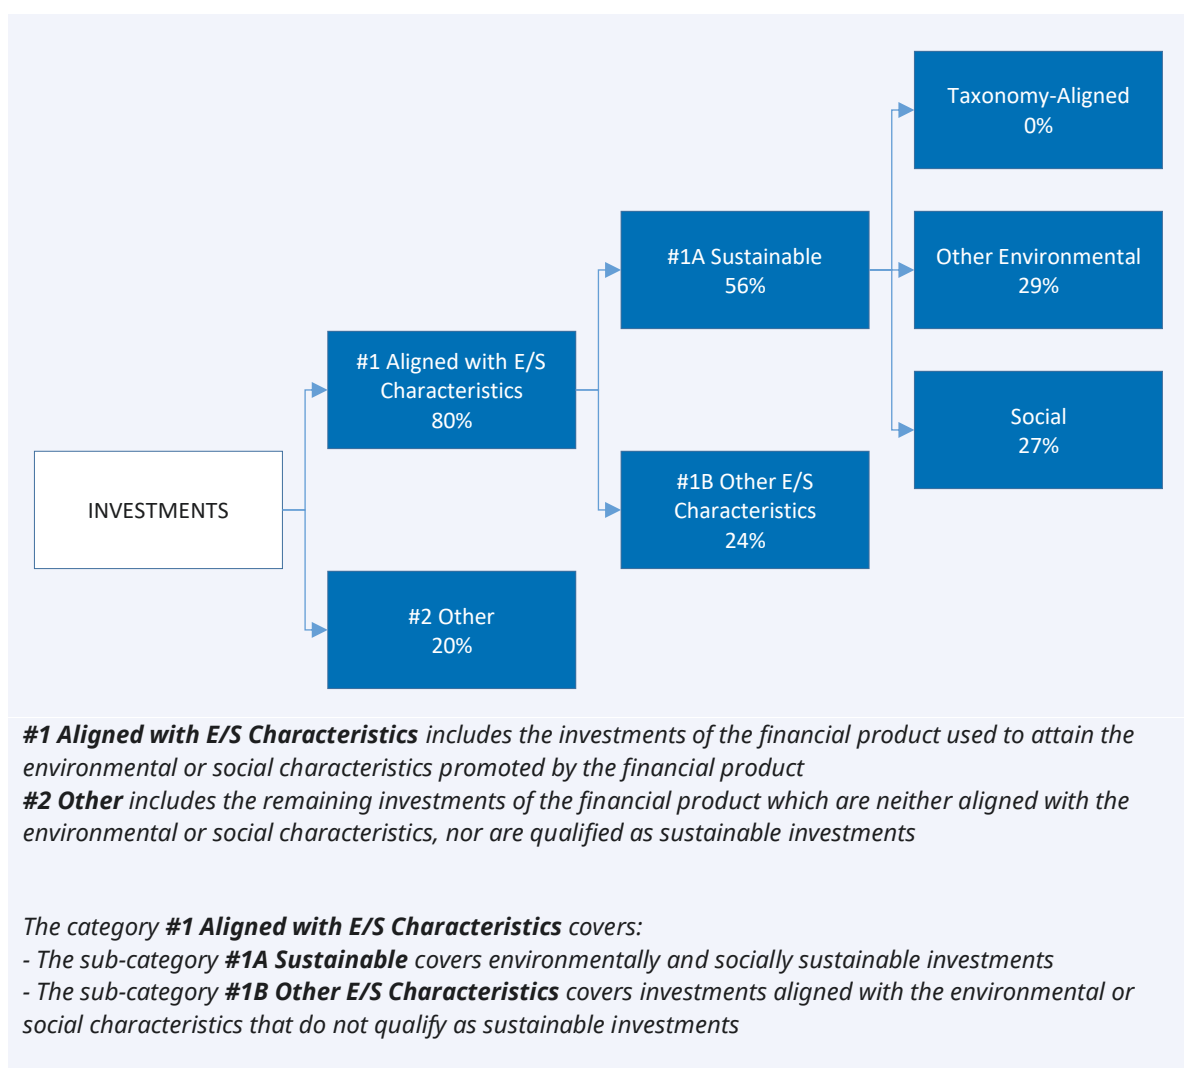 Taxonomy-Aligned
0%
#1A Sustainable
56%
Other Environmental
29%
#1 Aligned with E/S
Characteristics
80%
Social
27%
INVESTMENTS
#1B Other E/S
Characteristics
24%
#2 Other
20%
#1 Aligned with E/S Characteristics includes the investments of the financial product used to attain the
environmental or social characteristics promoted by the financial product
#2 Other includes the remaining investments of the financial product which are neither aligned with the
environmental or social characteristics, nor are qualified as sustainable investments
The category #1 Aligned with E/S Characteristics covers:
- The sub-category #1A Sustainable covers environmentally and socially sustainable investments
- The sub-category #1B Other E/S Characteristics covers investments aligned with the environmental or
social characteristics that do not qualify as sustainable investments